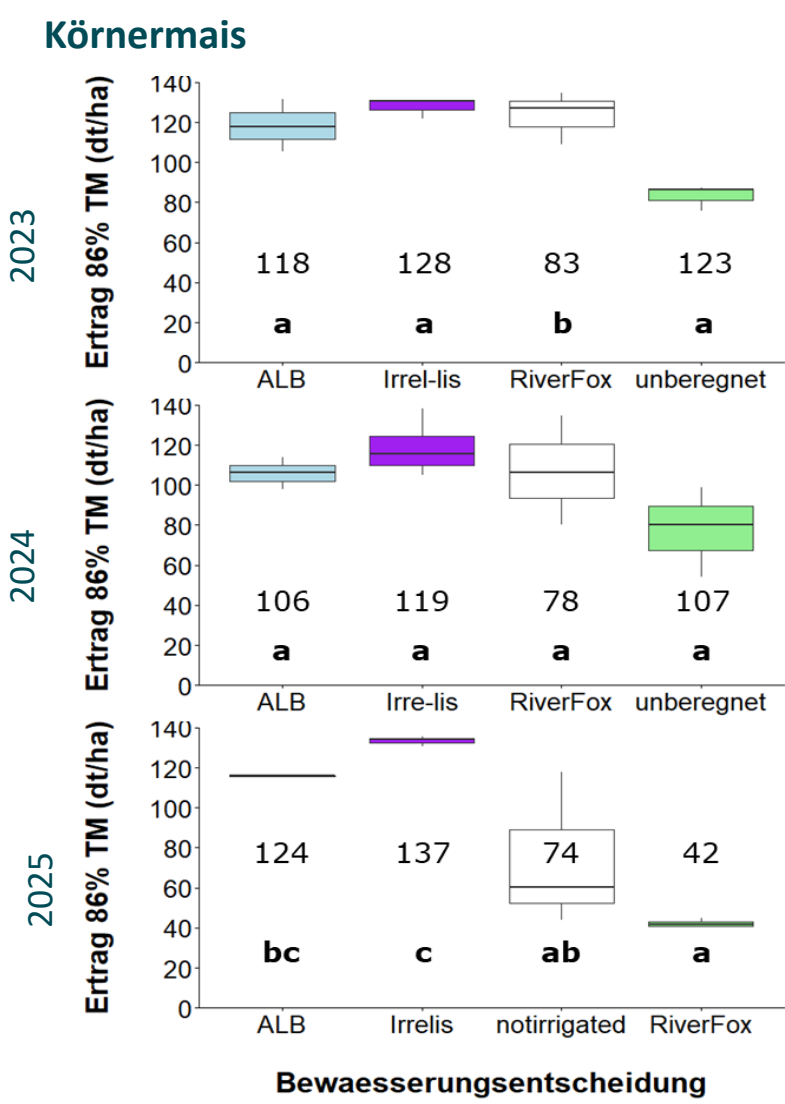 Körnermais
2023
Ertrag 86% TM (dt/ha)
140
120
100
80
60
40
20
0
118 128 83 123
a a b a
ALB Irrel-lis RiverFox unberegnet
2024
Ertrag 86% TM (dt/ha)
140
120
100
80
60
40
20
0
106 119 78 107
a a a a
ALB Irre-lis RiverFox unberegnet
2025
Ertrag 86% TM (dt/ha)
140
120
100
80
60
40
20
0
124 137 74 42
bc c ab a
ALB Irrelis notirrigated RiverFox
Bewaesserungsentscheidung